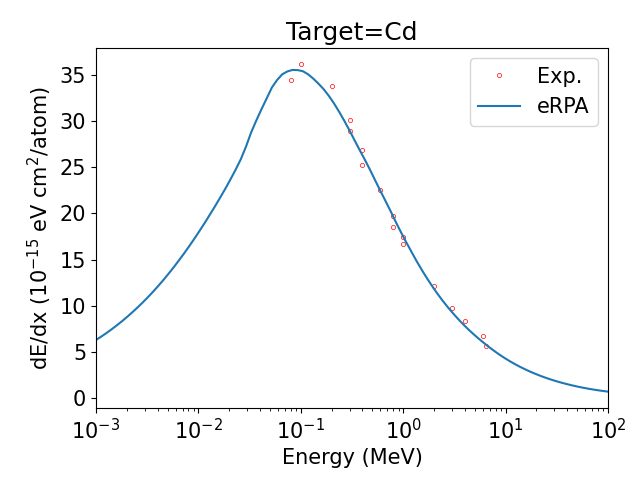 Target=Cd
dE/dx (10⁻¹⁵ eV cm²/atom)
35
30
25
20
15
10
5
0
Exp.
eRPA
10⁻³ 10⁻² 10⁻¹ 10⁰ 10¹ 10²
Energy (MeV)